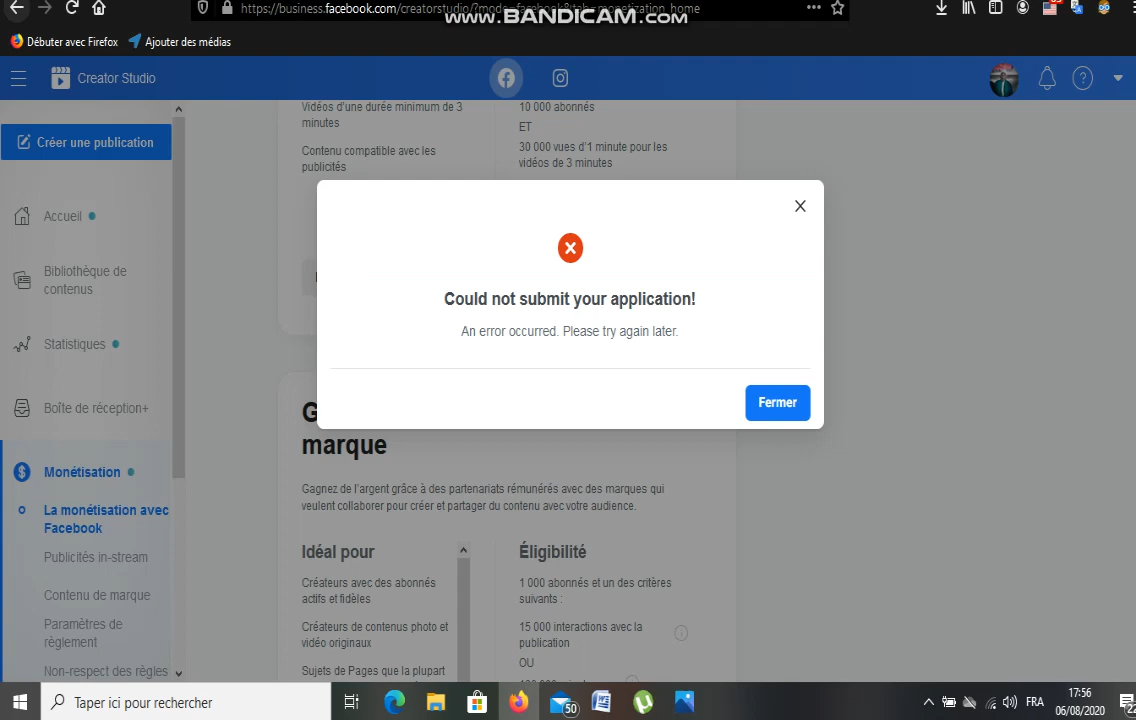 https://business.facebook.com/creatorstudio/?mode=facebook&tab=monetization_home
www.BANDICAM.com
Débuter avec Firefox
Ajouter des médias
Creator Studio
Créer une publication
Accueil
Bibliothèque de
contenus
Statistiques
Boîte de réception+
Monétisation
La monétisation avec
Facebook
Publicités in-stream
Contenu de marque
Paramètres de
règlement
Non-respect des règles
Vidéos d'une durée minimum de 3
minutes
Contenu compatible avec les
publicités
10 000 abonnés
ET
30 000 vues d'1 minute pour les
vidéos de 3 minutes
Could not submit your application!
An error occurred. Please try again later.
Fermer
marque
Gagnez de l'argent grâce à des partenariats rémunérés avec des marques qui
veulent collaborer pour créer et partager du contenu avec votre audience.
Idéal pour
Créateurs avec des abonnés
actifs et fidèles
Créateurs de contenus photo et
vidéo originaux
Sujets de Pages que la plupart
Éligibilité
1 000 abonnés et un des critères
suivants :
15 000 interactions avec la
publication
OU
Taper ici pour rechercher
50
FRA
17:56
06/08/2020
22